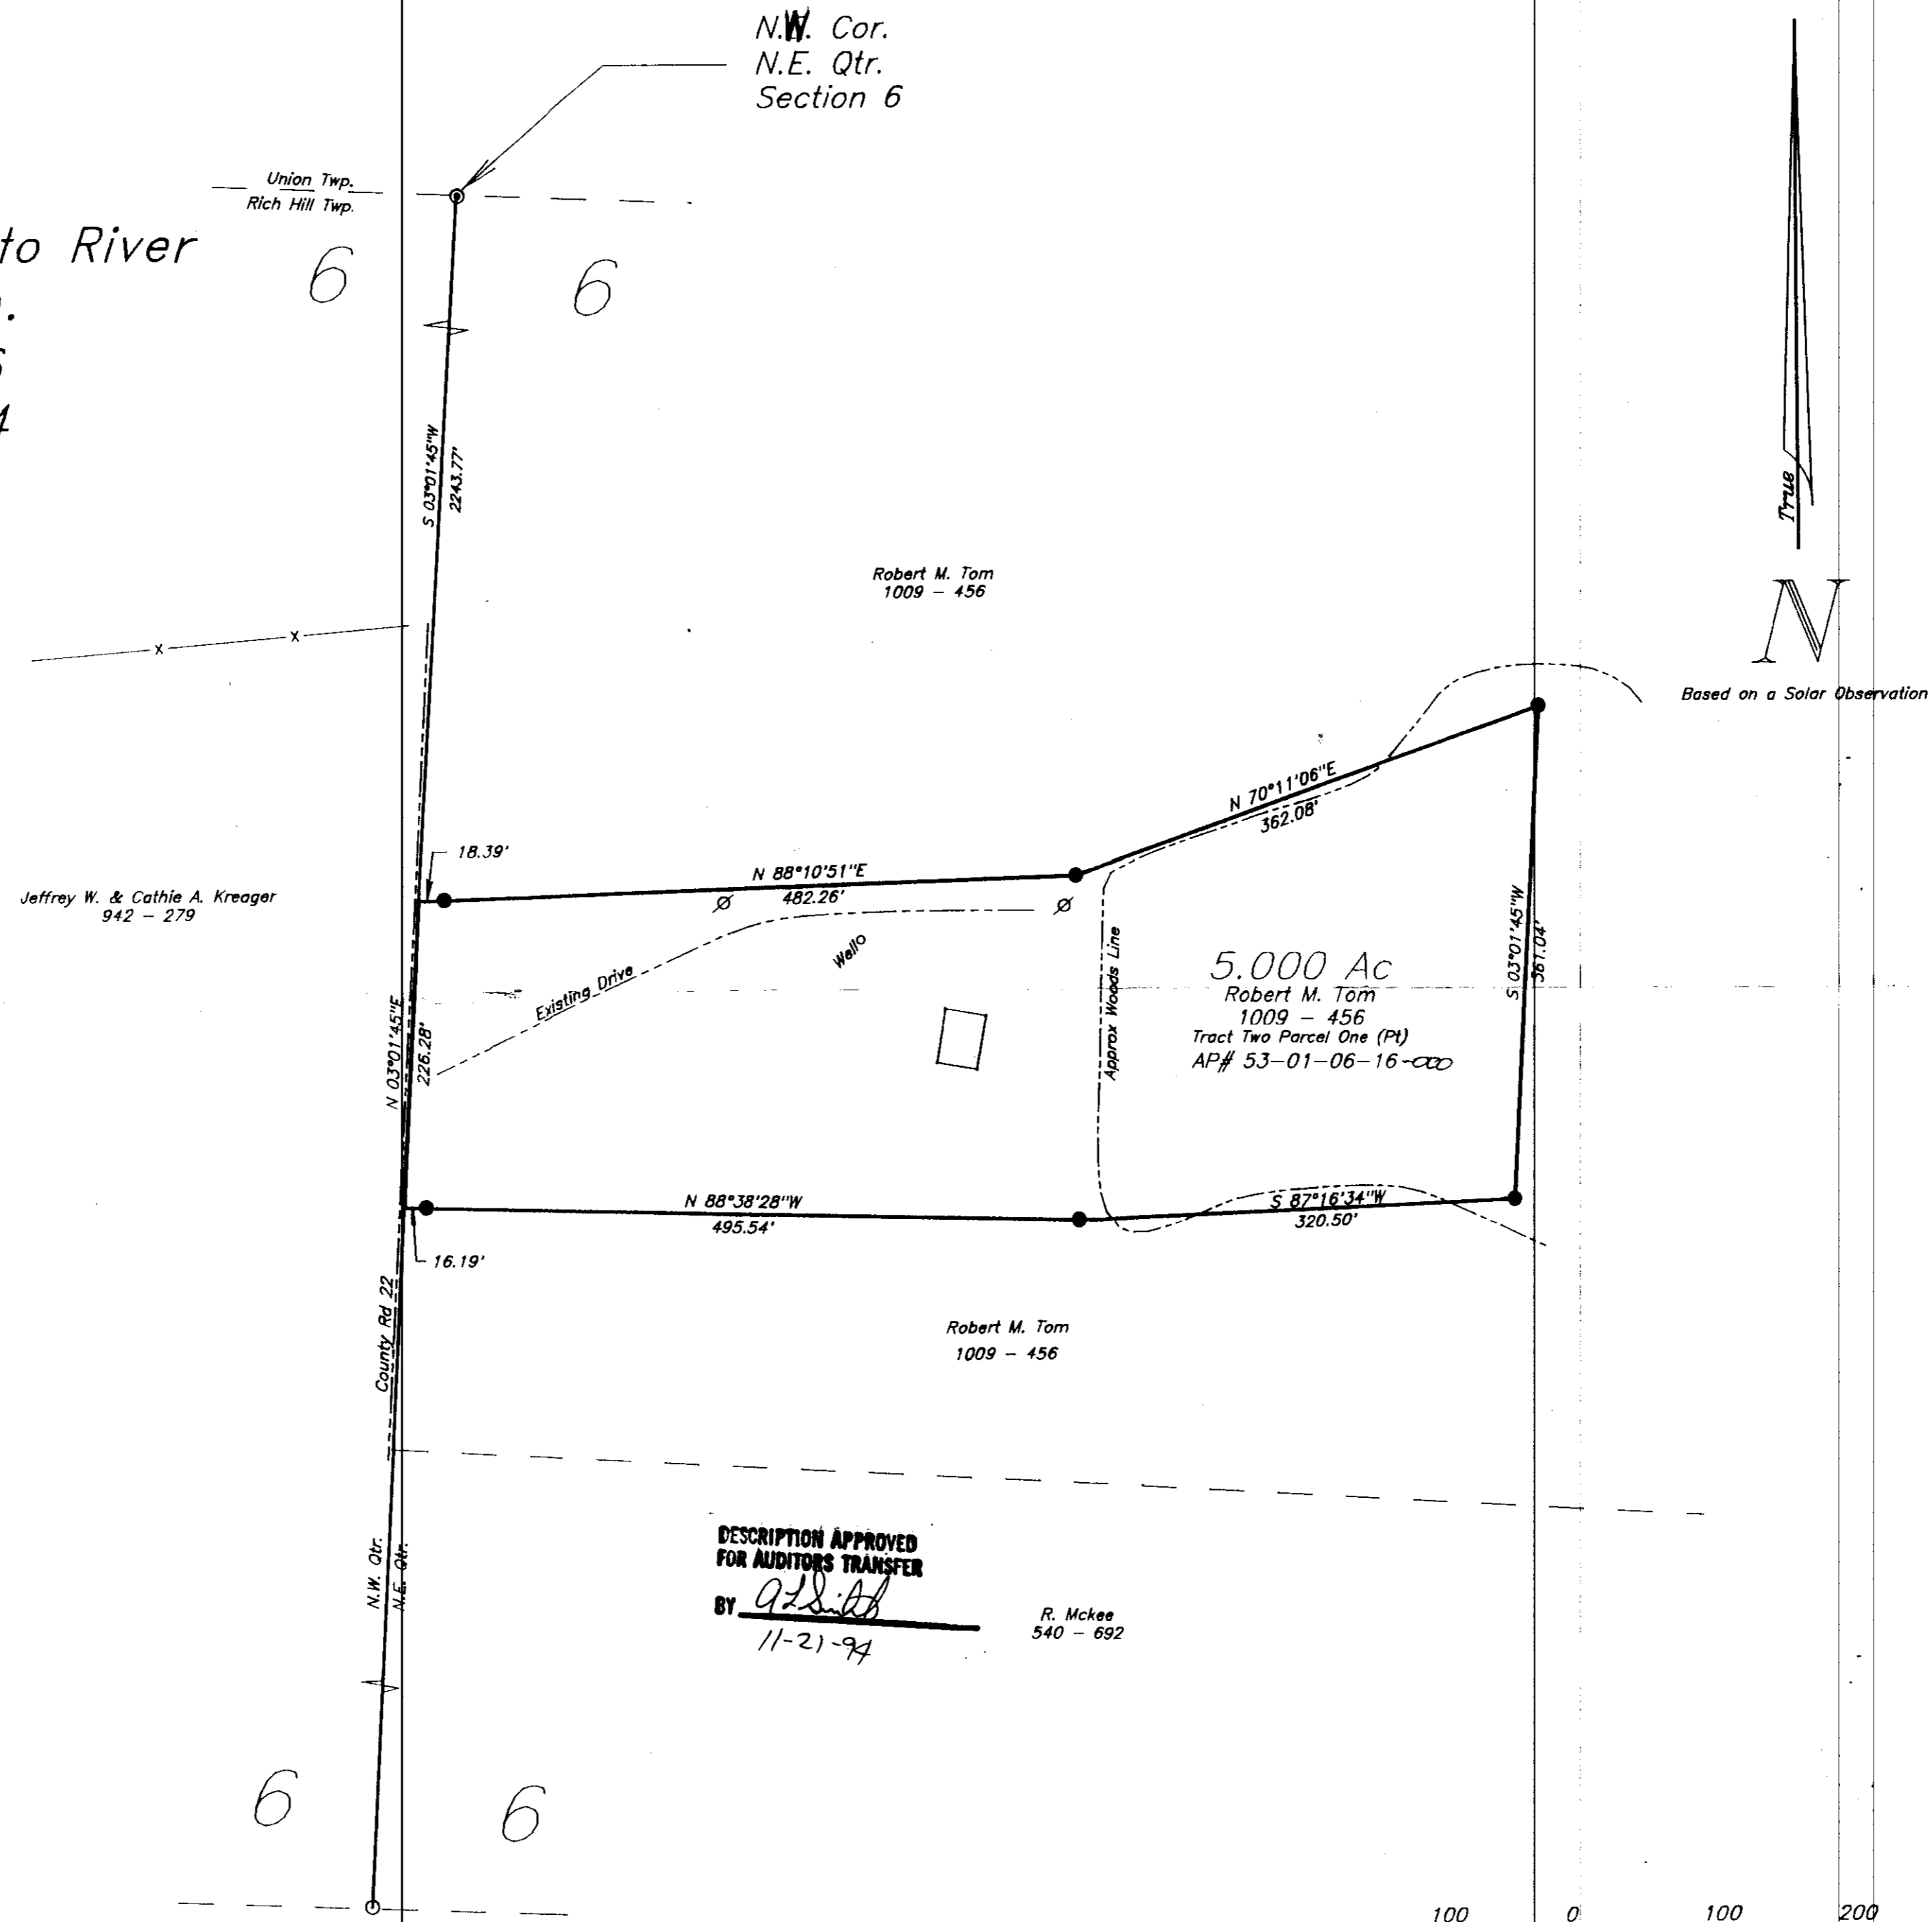 N.W. Cor.
N.E. Qtr.
Section 6
Union Twp.
Rich Hill Twp.
to River
6
6
4
S 03°01'45"W
2243.77'
True
N
Based on a Solar Observation
Robert M. Tom
1009 - 456
N 70°11'06"E
362.08'
18.39'
N 88°10'51"E
482.26'
Jeffrey W. & Cathie A. Kreager
942 - 279
Well
Existing Drive
Approx Woods Line
S 03°01'45"W
361.04'
5.000 Ac
Robert M. Tom
1009 - 456
Tract Two Parcel One (Pt)
AP# 53-01-06-16-000
N 03°01'45"E
226.28'
N 88°38'28"W
495.54'
S 87°16'34"W
320.50'
16.19'
County Rd 22
Robert M. Tom
1009 - 456
N.W. Qtr.
N.E. Qtr.
DESCRIPTION APPROVED
FOR AUDITORS TRANSFER
BY
11-21-94
R. Mckee
540 - 692
6
6
100 0 100 200